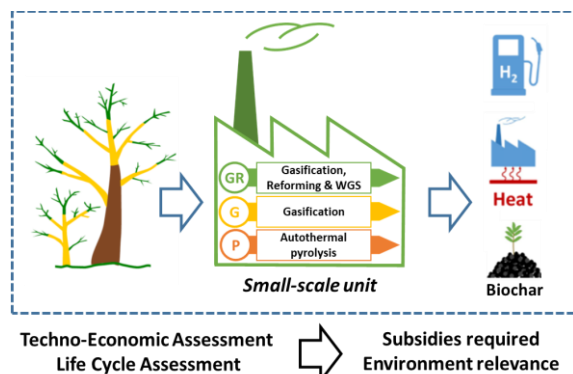 H2
GR
Gasification,
Reforming & WGS
G
Gasification
P
Autothermal
pyrolysis
Heat
Small-scale unit
Biochar
Techno-Economic Assessment
Life Cycle Assessment
Subsidies required
Environment relevance